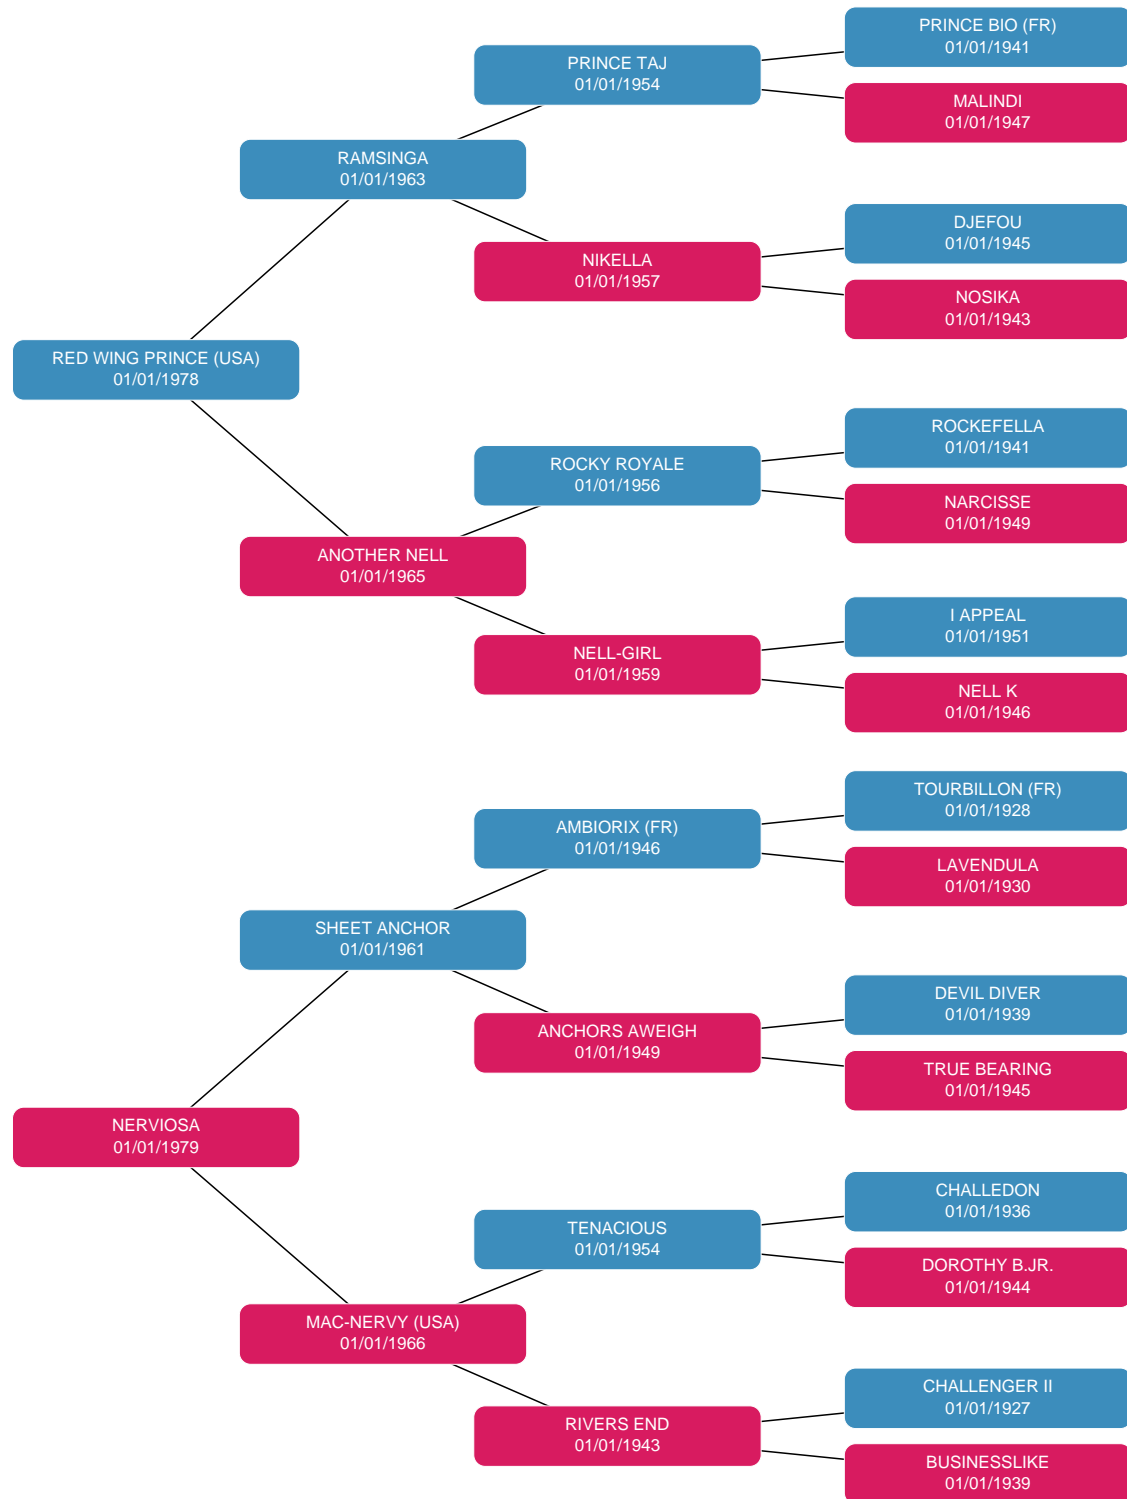 PRINCE BIO (FR)
01/01/1941
PRINCE TAJ
01/01/1954
MALINDI
01/01/1947
RAMSINGA
01/01/1963
DJEFOU
01/01/1945
NIKELLA
01/01/1957
NOSIKA
01/01/1943
RED WING PRINCE (USA)
01/01/1978
ROCKEFELLA
01/01/1941
ROCKY ROYALE
01/01/1956
NARCISSE
01/01/1949
ANOTHER NELL
01/01/1965
I APPEAL
01/01/1951
NELL-GIRL
01/01/1959
NELL K
01/01/1946
TOURBILLON (FR)
01/01/1928
AMBIORIX (FR)
01/01/1946
LAVENDULA
01/01/1930
SHEET ANCHOR
01/01/1961
DEVIL DIVER
01/01/1939
ANCHORS AWEIGH
01/01/1949
TRUE BEARING
01/01/1945
NERVIOSA
01/01/1979
CHALLEDON
01/01/1936
TENACIOUS
01/01/1954
DOROTHY B.JR.
01/01/1944
MAC-NERVY (USA)
01/01/1966
CHALLENGER II
01/01/1927
RIVERS END
01/01/1943
BUSINESSLIKE
01/01/1939